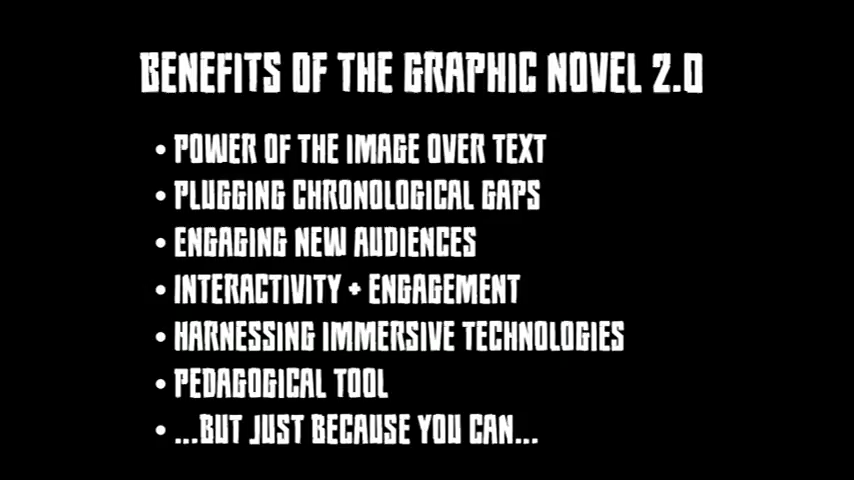 BENEFITS OF THE GRAPHIC NOVEL 2.0
• POWER OF THE IMAGE OVER TEXT
• PLUGGING CHRONOLOGICAL GAPS
• ENGAGING NEW AUDIENCES
• INTERACTIVITY + ENGAGEMENT
• HARNESSING IMMERSIVE TECHNOLOGIES
• PEDAGOGICAL TOOL
• ...BUT JUST BECAUSE YOU CAN...